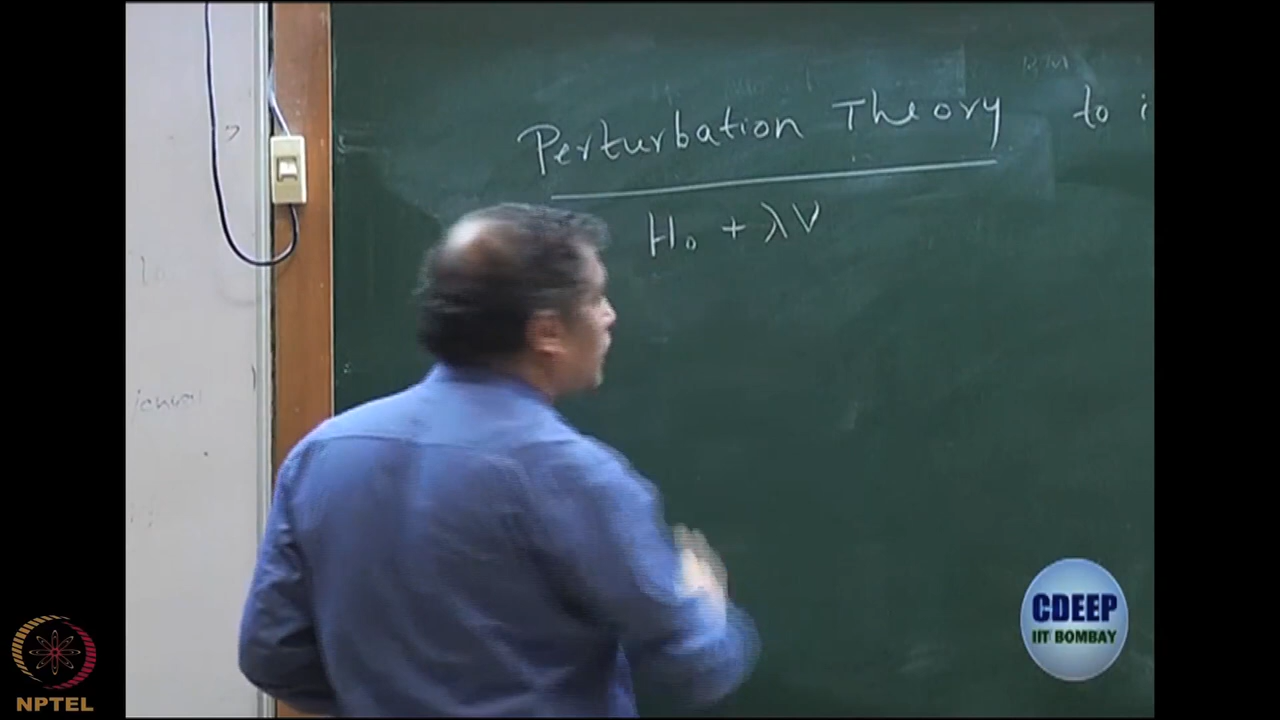 Perturbation Theory to i
H₀ + λV
CDEEP
IIT BOMBAY
NPTEL